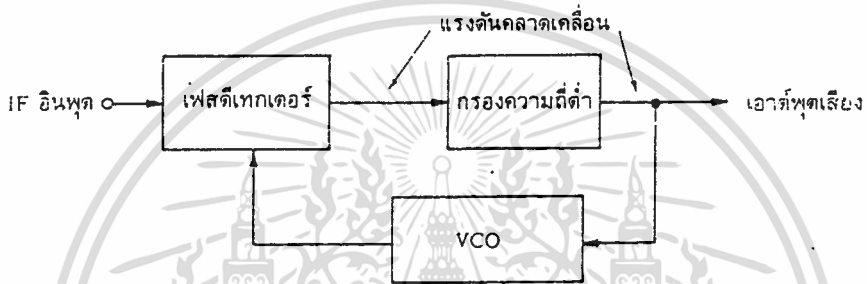 แรงดันคลาดเคลื่อน
IF อินพุต
เฟสดีเทกเตอร์
กรองความถี่ต่ำ
เอาต์พุตเสียง
VCO